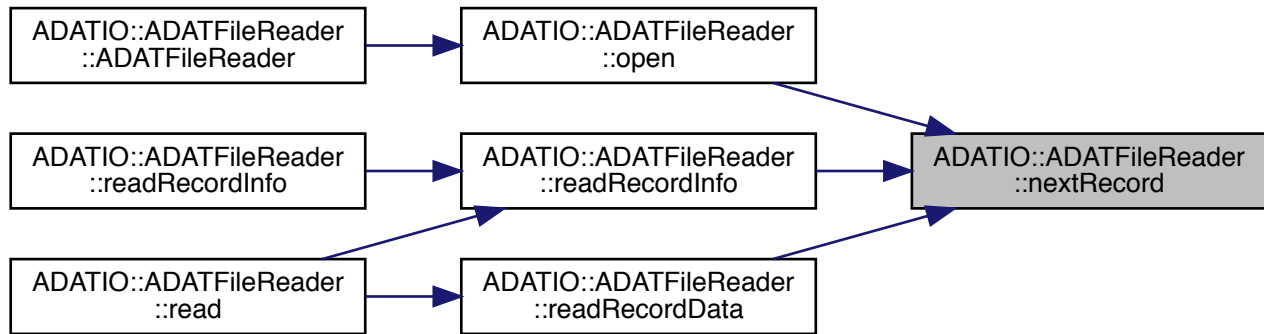 ADATIO::ADATFileReader
::ADATFileReader
ADATIO::ADATFileReader
::open
ADATIO::ADATFileReader
::readRecordInfo
ADATIO::ADATFileReader
::readRecordInfo
ADATIO::ADATFileReader
::nextRecord
ADATIO::ADATFileReader
::read
ADATIO::ADATFileReader
::readRecordData